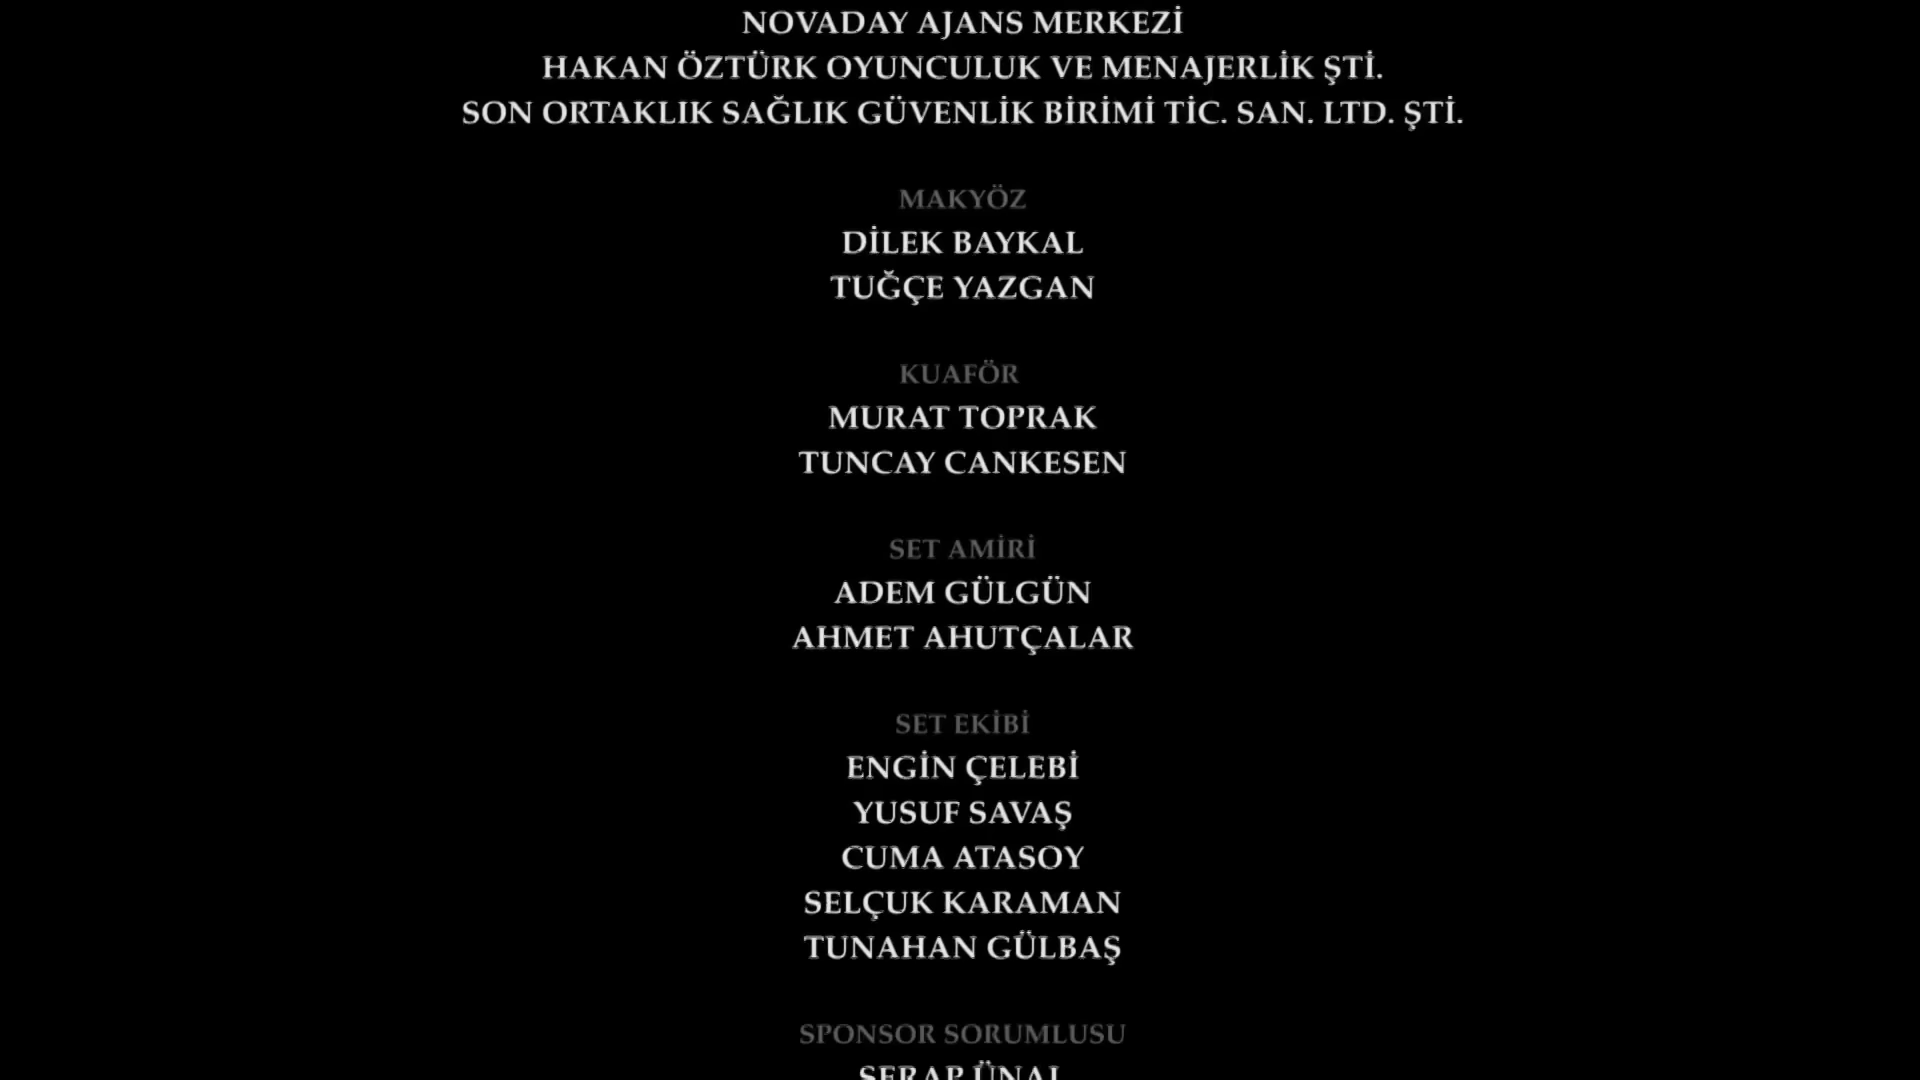 NOVADAY AJANS MERKEZİ
HAKAN ÖZTÜRK OYUNCULUK VE MENAJERLİK ŞTİ.
SON ORTAKLIK SAĞLIK GÜVENLİK BİRİMİ TİC. SAN. LTD. ŞTİ.
MAKYÖZ
DİLEK BAYKAL
TUĞÇE YAZGAN
KUAFÖR
MURAT TOPRAK
TUNCAY CANKESEN
SET AMİRİ
ADEM GÜLGÜN
AHMET AHUTÇALAR
SET EKİBİ
ENGİN ÇELEBİ
YUSUF SAVAŞ
CUMA ATASOY
SELÇUK KARAMAN
TUNAHAN GÜLBAŞ
SPONSOR SORUMLUSU
SERAP ÜNAL